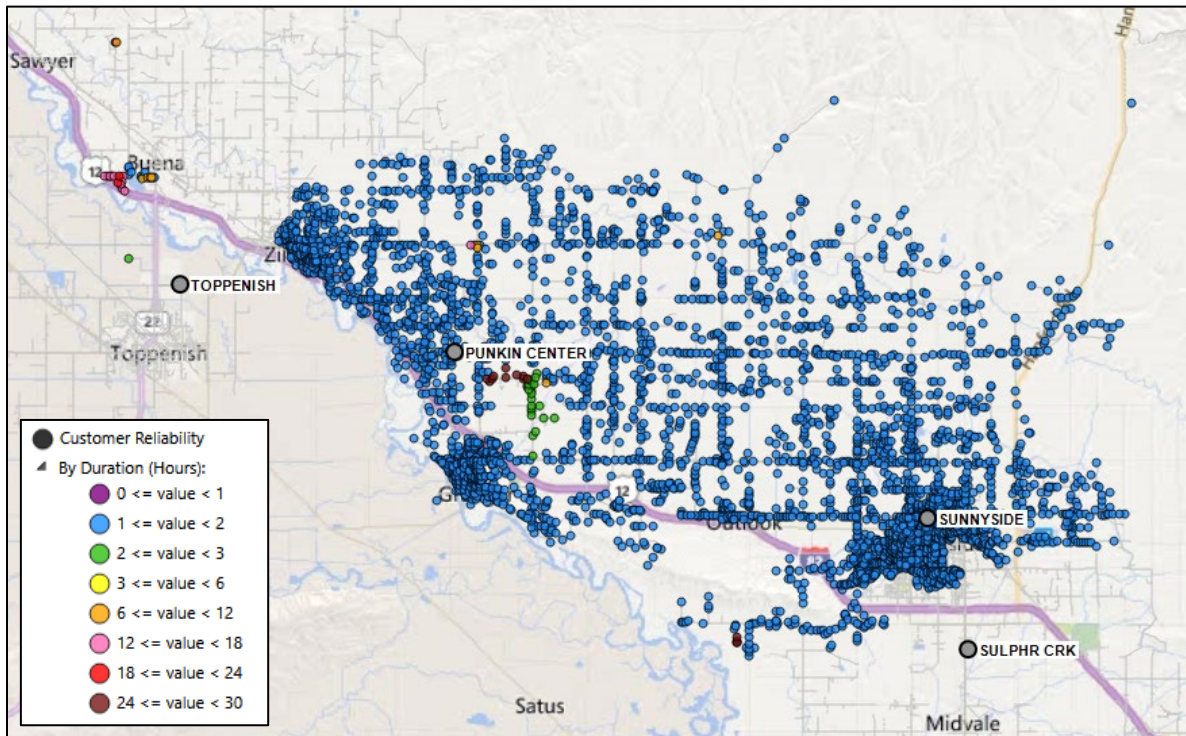 Sawyer
12
Buena
TOPPENISH
22
Toppenish
PUNKIN CENTER
12
Outlook
SUNNYSIDE
82
SULPHR CRK
Satus
Midvale
Customer Reliability
By Duration (Hours):
0 <= value < 1
1 <= value < 2
2 <= value < 3
3 <= value < 6
6 <= value < 12
12 <= value < 18
18 <= value < 24
24 <= value < 30